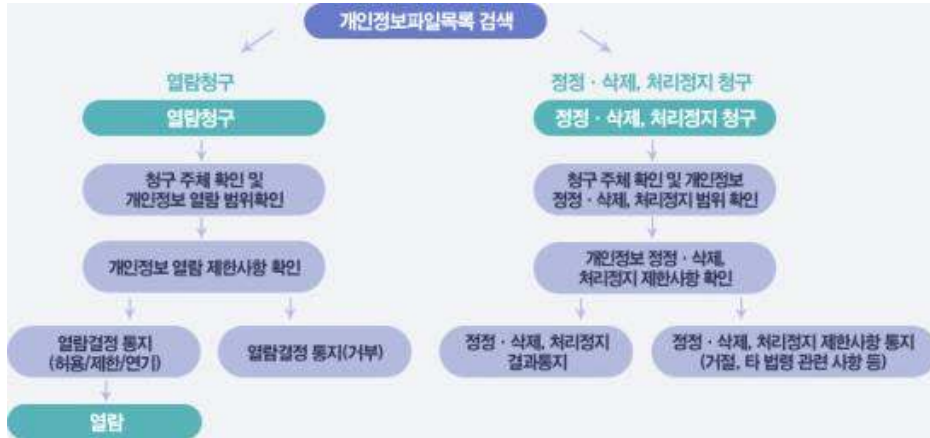 개인정보파일목록 검색
열람청구
열람청구
청구 주체 확인 및
개인정보 열람 범위확인
개인정보 열람 제한사항 확인
열람결정 통지
(허용/제한/연기)
열람결정 통지(거부)
열람
정정 · 삭제, 처리정지 청구
정정 · 삭제, 처리정지 청구
청구 주체 확인 및 개인정보
정정 · 삭제, 처리정지 범위 확인
개인정보 정정 · 삭제,
처리정지 제한사항 확인
정정 · 삭제, 처리정지
결과통지
정정 · 삭제, 처리정지 제한사항 통지
(거절, 타 법령 관련 사항 등)